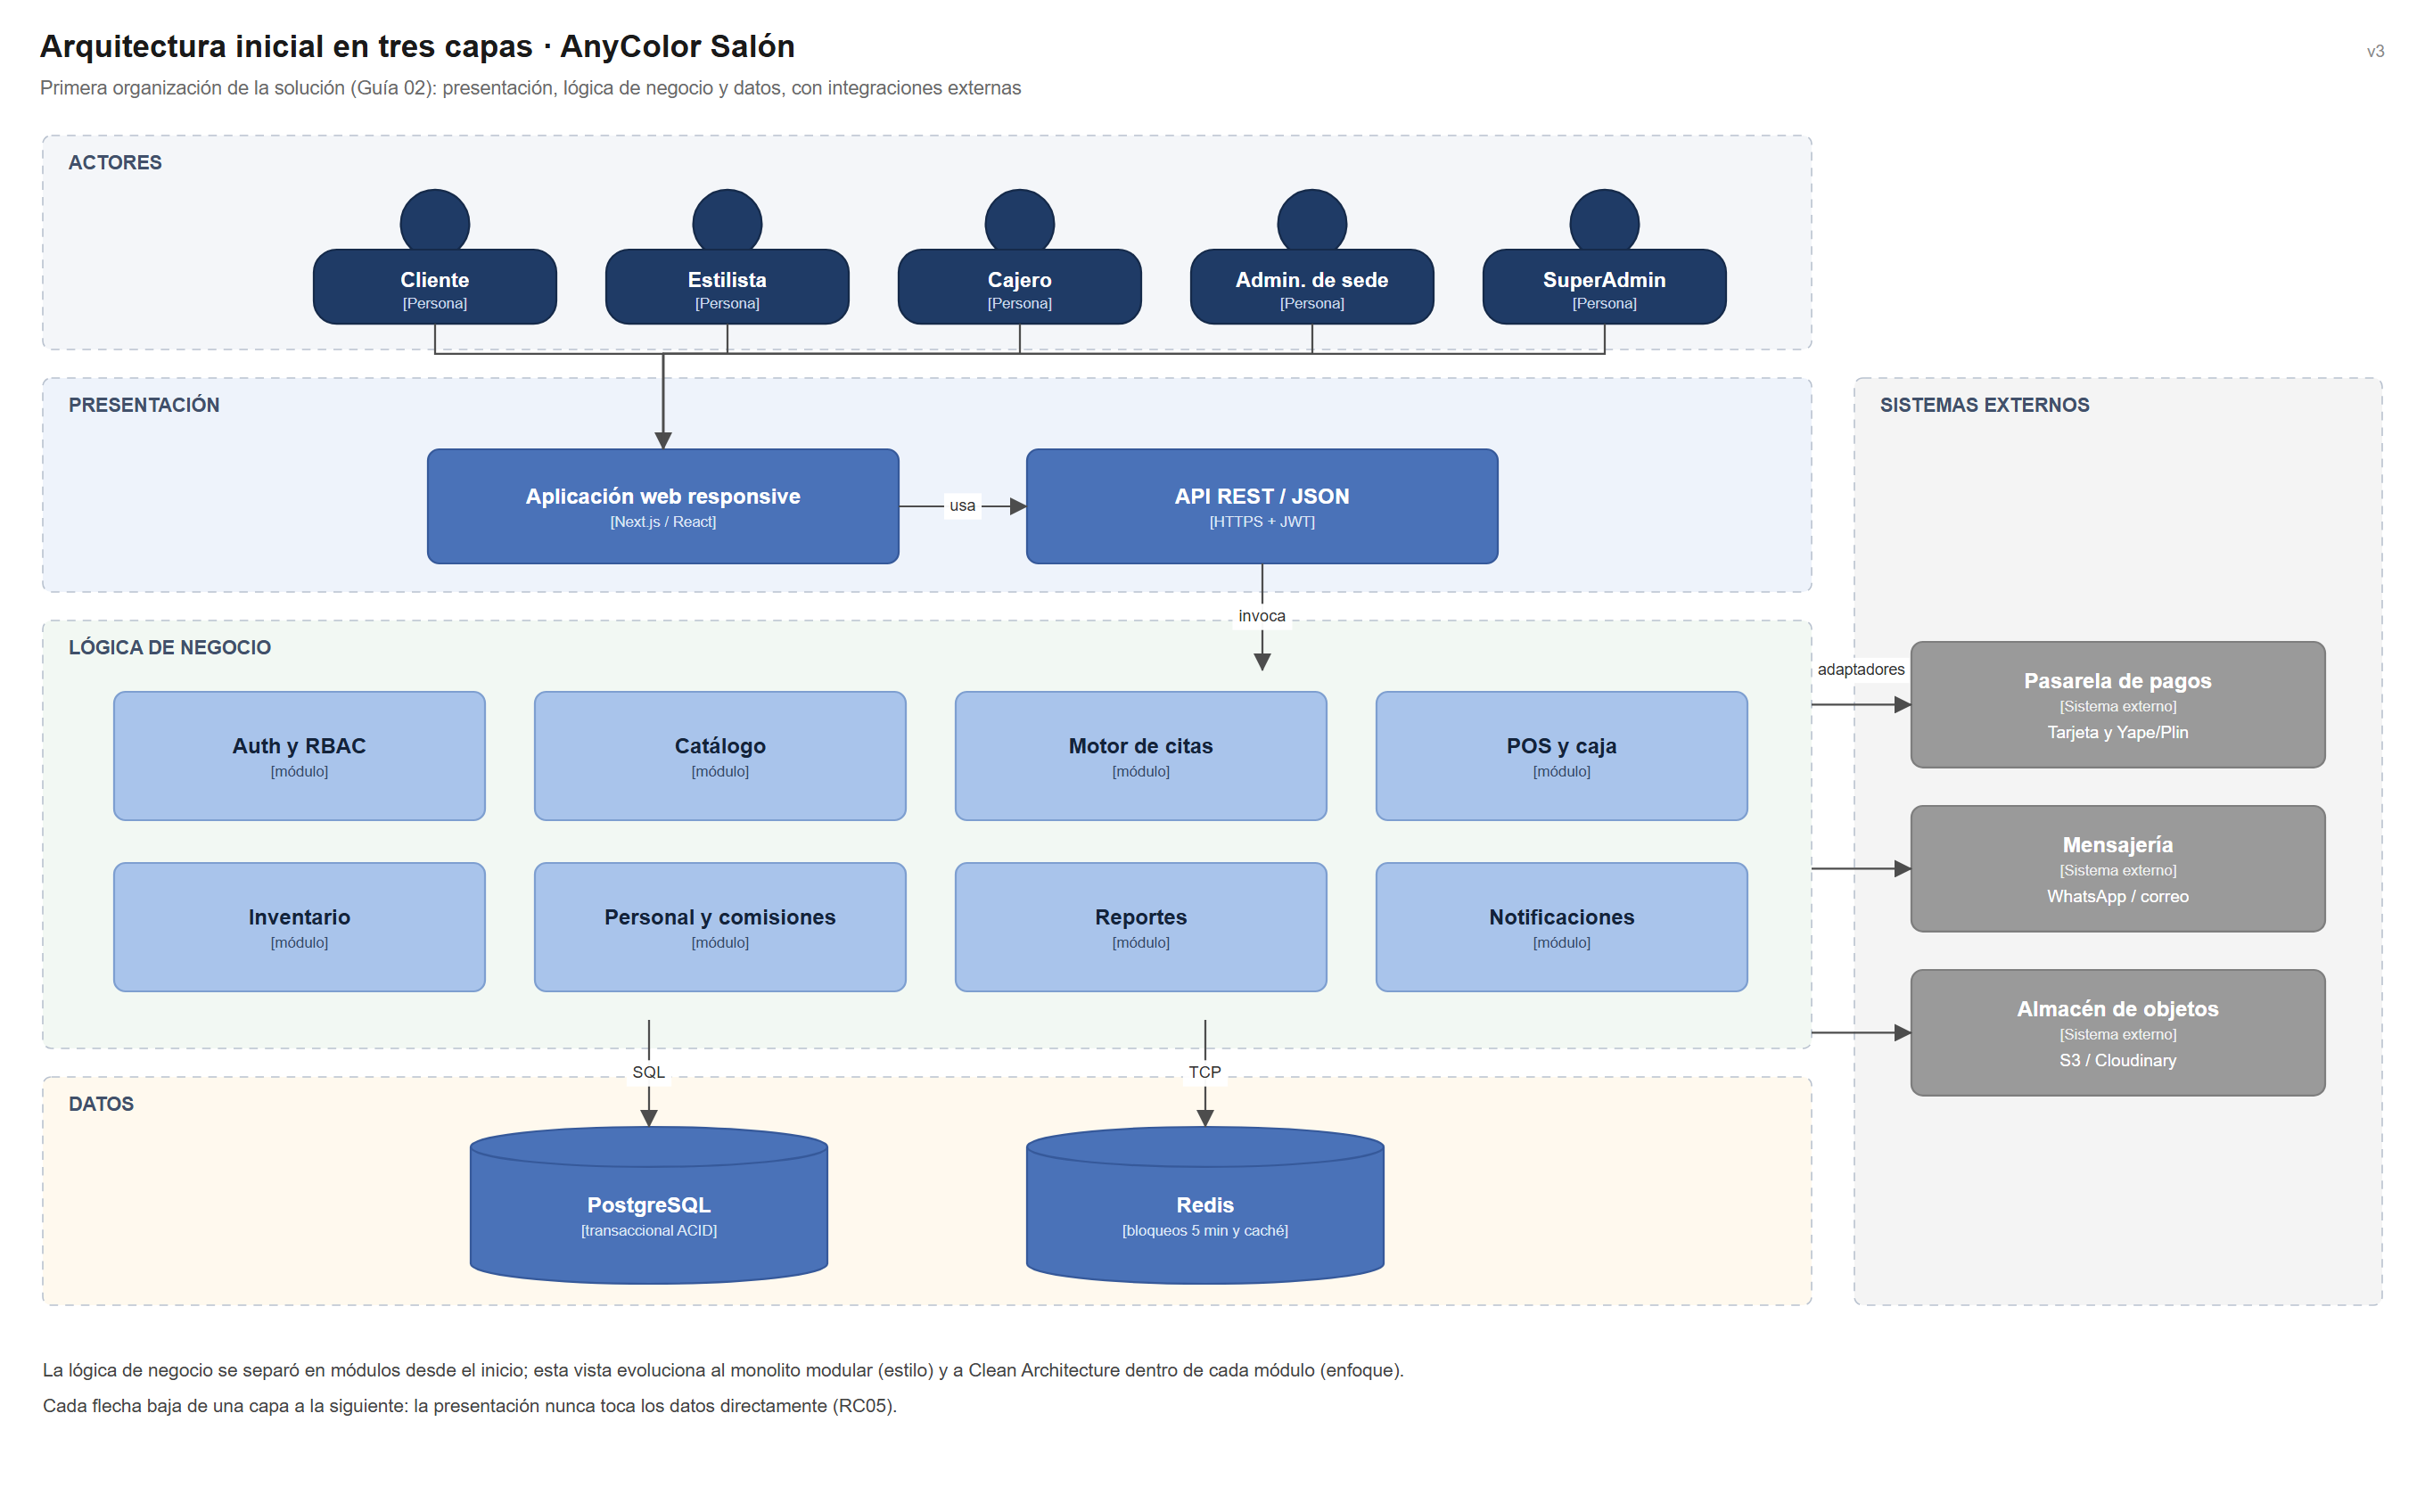 Arquitectura inicial en tres capas · AnyColor Salón
v3
Primera organización de la solución (Guía 02): presentación, lógica de negocio y datos, con integraciones externas
ACTORES
Cliente
[Persona]
Estilista
[Persona]
Cajero
[Persona]
Admin. de sede
[Persona]
SuperAdmin
[Persona]
PRESENTACIÓN
Aplicación web responsive
[Next.js / React]
usa
API REST / JSON
[HTTPS + JWT]
invoca
LÓGICA DE NEGOCIO
Auth y RBAC
[módulo]
Catálogo
[módulo]
Motor de citas
[módulo]
POS y caja
[módulo]
Inventario
[módulo]
Personal y comisiones
[módulo]
Reportes
[módulo]
Notificaciones
[módulo]
SQL
TCP
DATOS
PostgreSQL
[transaccional ACID]
Redis
[bloqueos 5 min y caché]
SISTEMAS EXTERNOS
adaptadores
Pasarela de pagos
[Sistema externo]
Tarjeta y Yape/Plin
Mensajería
[Sistema externo]
WhatsApp / correo
Almacén de objetos
[Sistema externo]
S3 / Cloudinary
La lógica de negocio se separó en módulos desde el inicio; esta vista evoluciona al monolito modular (estilo) y a Clean Architecture dentro de cada módulo (enfoque).
Cada flecha baja de una capa a la siguiente: la presentación nunca toca los datos directamente (RC05).